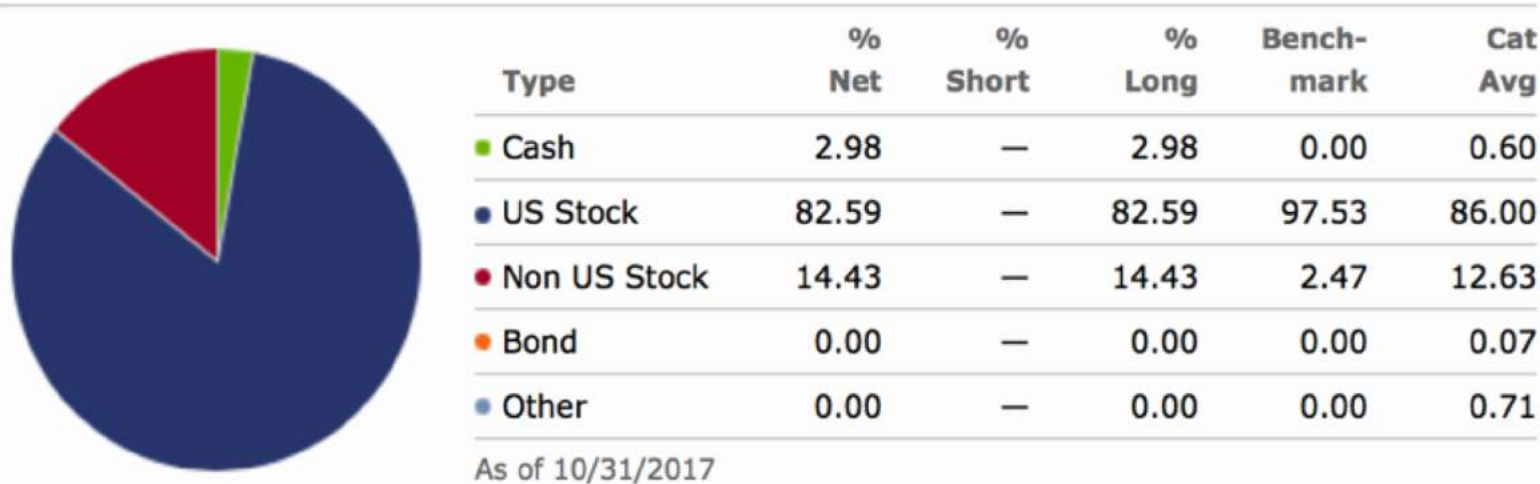 Type % Net % Short % Long Bench-mark Cat Avg
Cash 2.98 — 2.98 0.00 0.60
US Stock 82.59 — 82.59 97.53 86.00
Non US Stock 14.43 — 14.43 2.47 12.63
Bond 0.00 — 0.00 0.00 0.07
Other 0.00 — 0.00 0.00 0.71
As of 10/31/2017